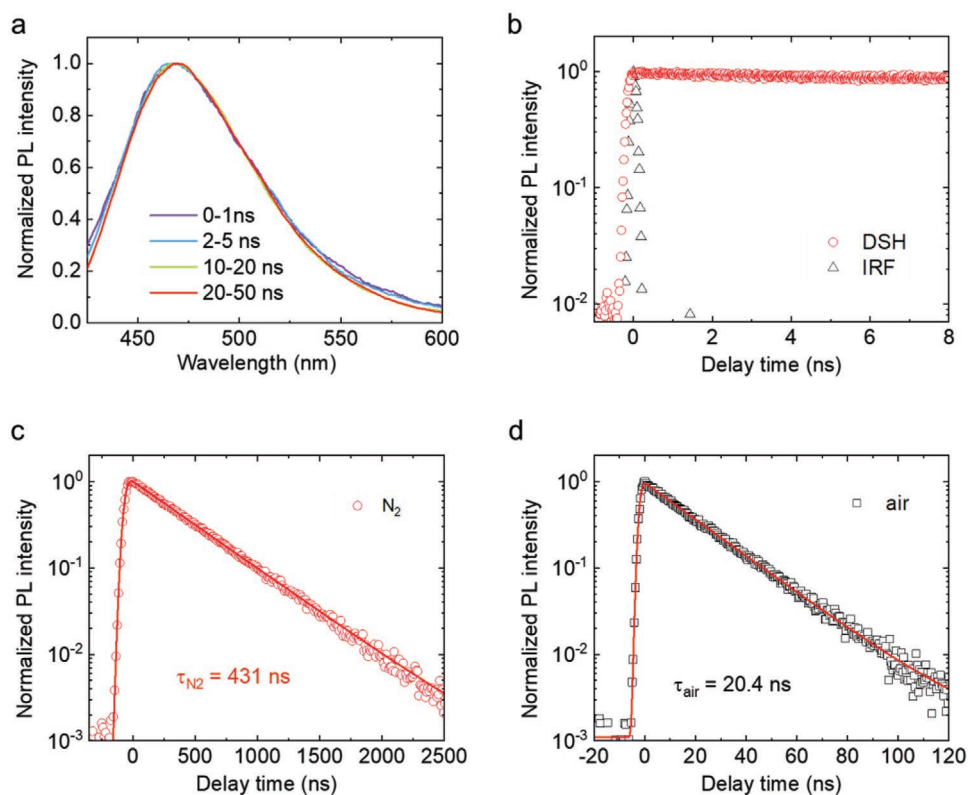 a
Normalized PL intensity
1.0
0.8
0.6
0.4
0.2
0.0
0-1ns
2-5 ns
10-20 ns
20-50 ns
450 500 550 600
Wavelength (nm)
b
Normalized PL intensity
10⁰
10⁻¹
10⁻²
DSH
IRF
0 2 4 6 8
Delay time (ns)
c
Normalized PL intensity
10⁰
10⁻¹
10⁻²
10⁻³
N₂
τN2 = 431 ns
0 500 1000 1500 2000 2500
Delay time (ns)
d
Normalized PL intensity
10⁰
10⁻¹
10⁻²
10⁻³
air
τair = 20.4 ns
-20 0 20 40 60 80 100 120
Delay time (ns)